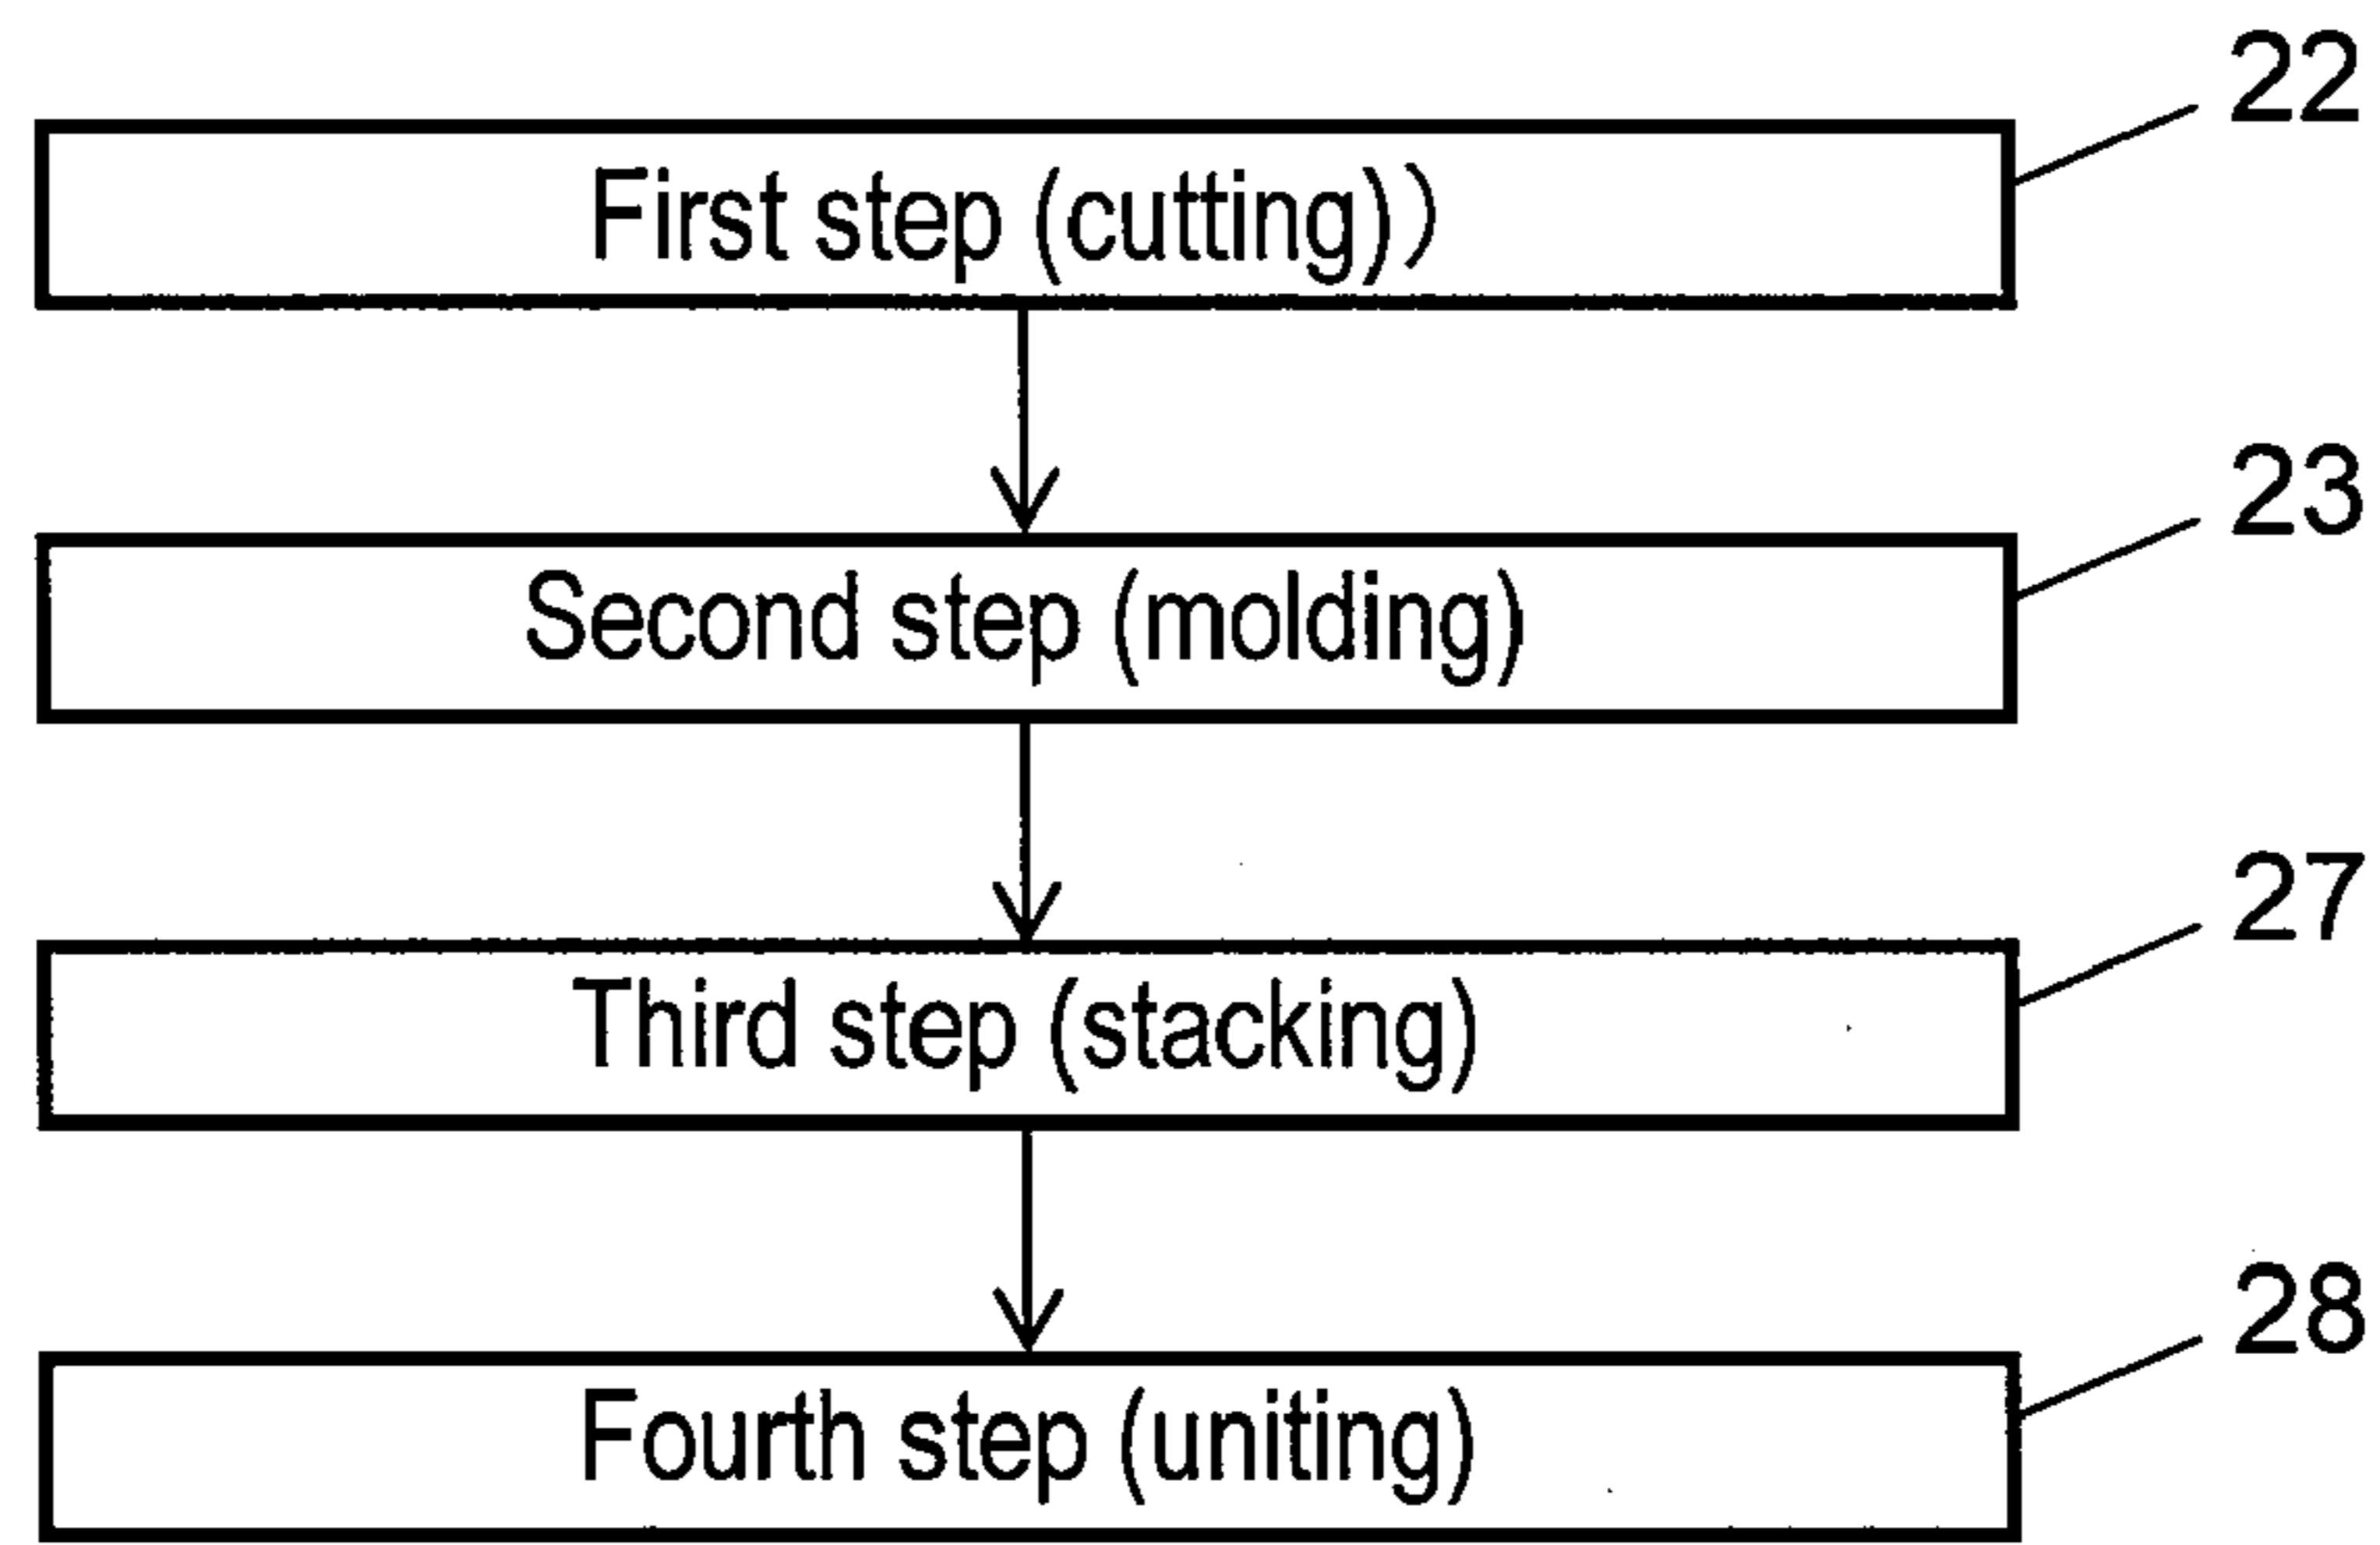 22
First step (cutting))
23
Second step (molding)
27
Third step (stacking)
28
Fourth step (uniting)